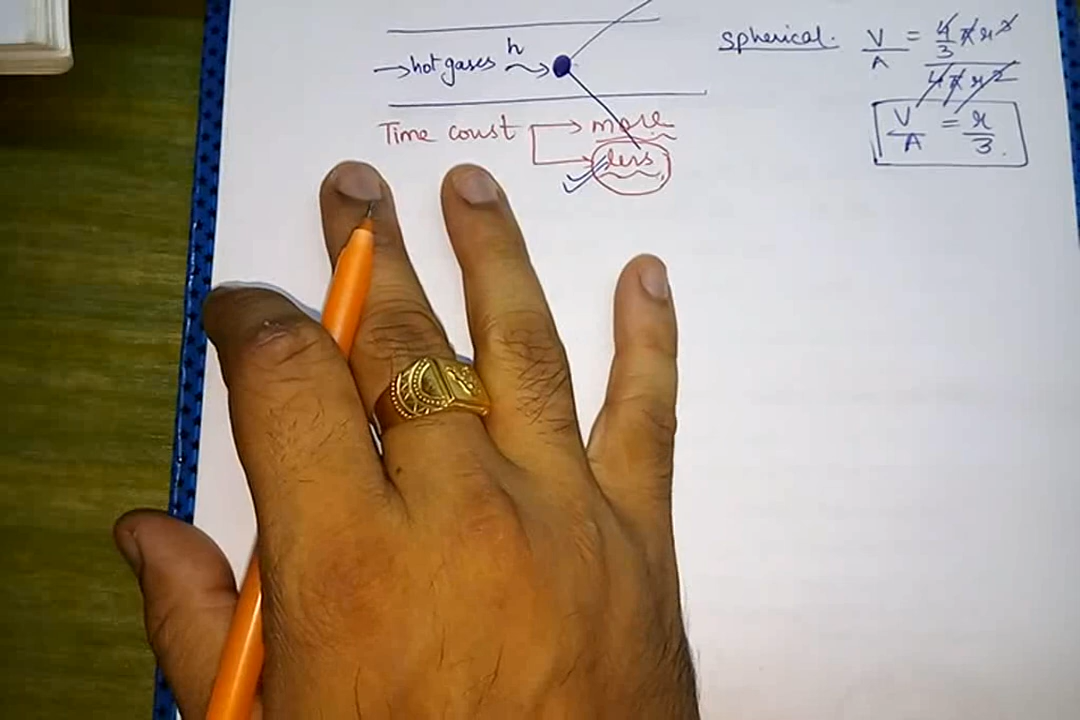 → hot gases h
Time const → more
→ less
spherical. V/A = 4/3 π r³ / 4 π r²
V/A = r/3.